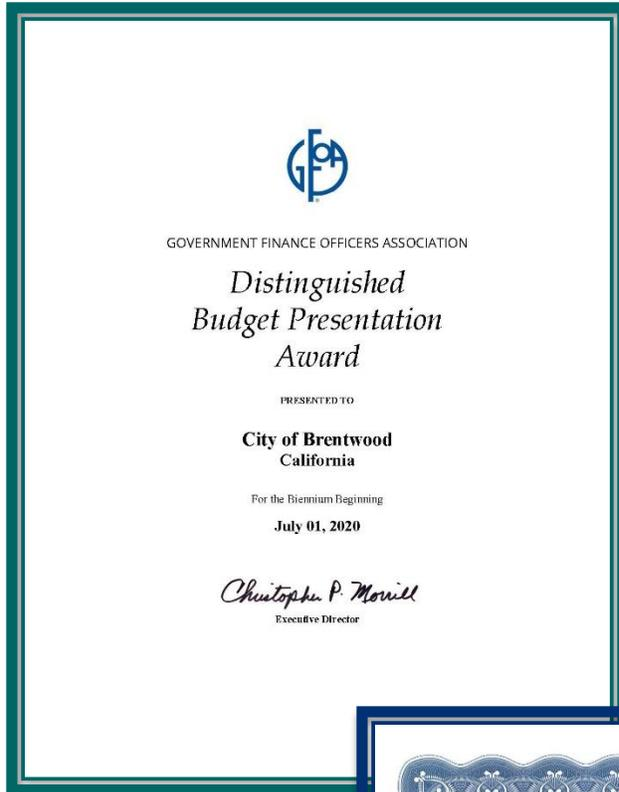 GFOA
GOVERNMENT FINANCE OFFICERS ASSOCIATION
Distinguished
Budget Presentation
Award
PRESENTED TO
City of Brentwood
California
For the Biennium Beginning
July 01, 2020
Christopher P. Morrill
Executive Director